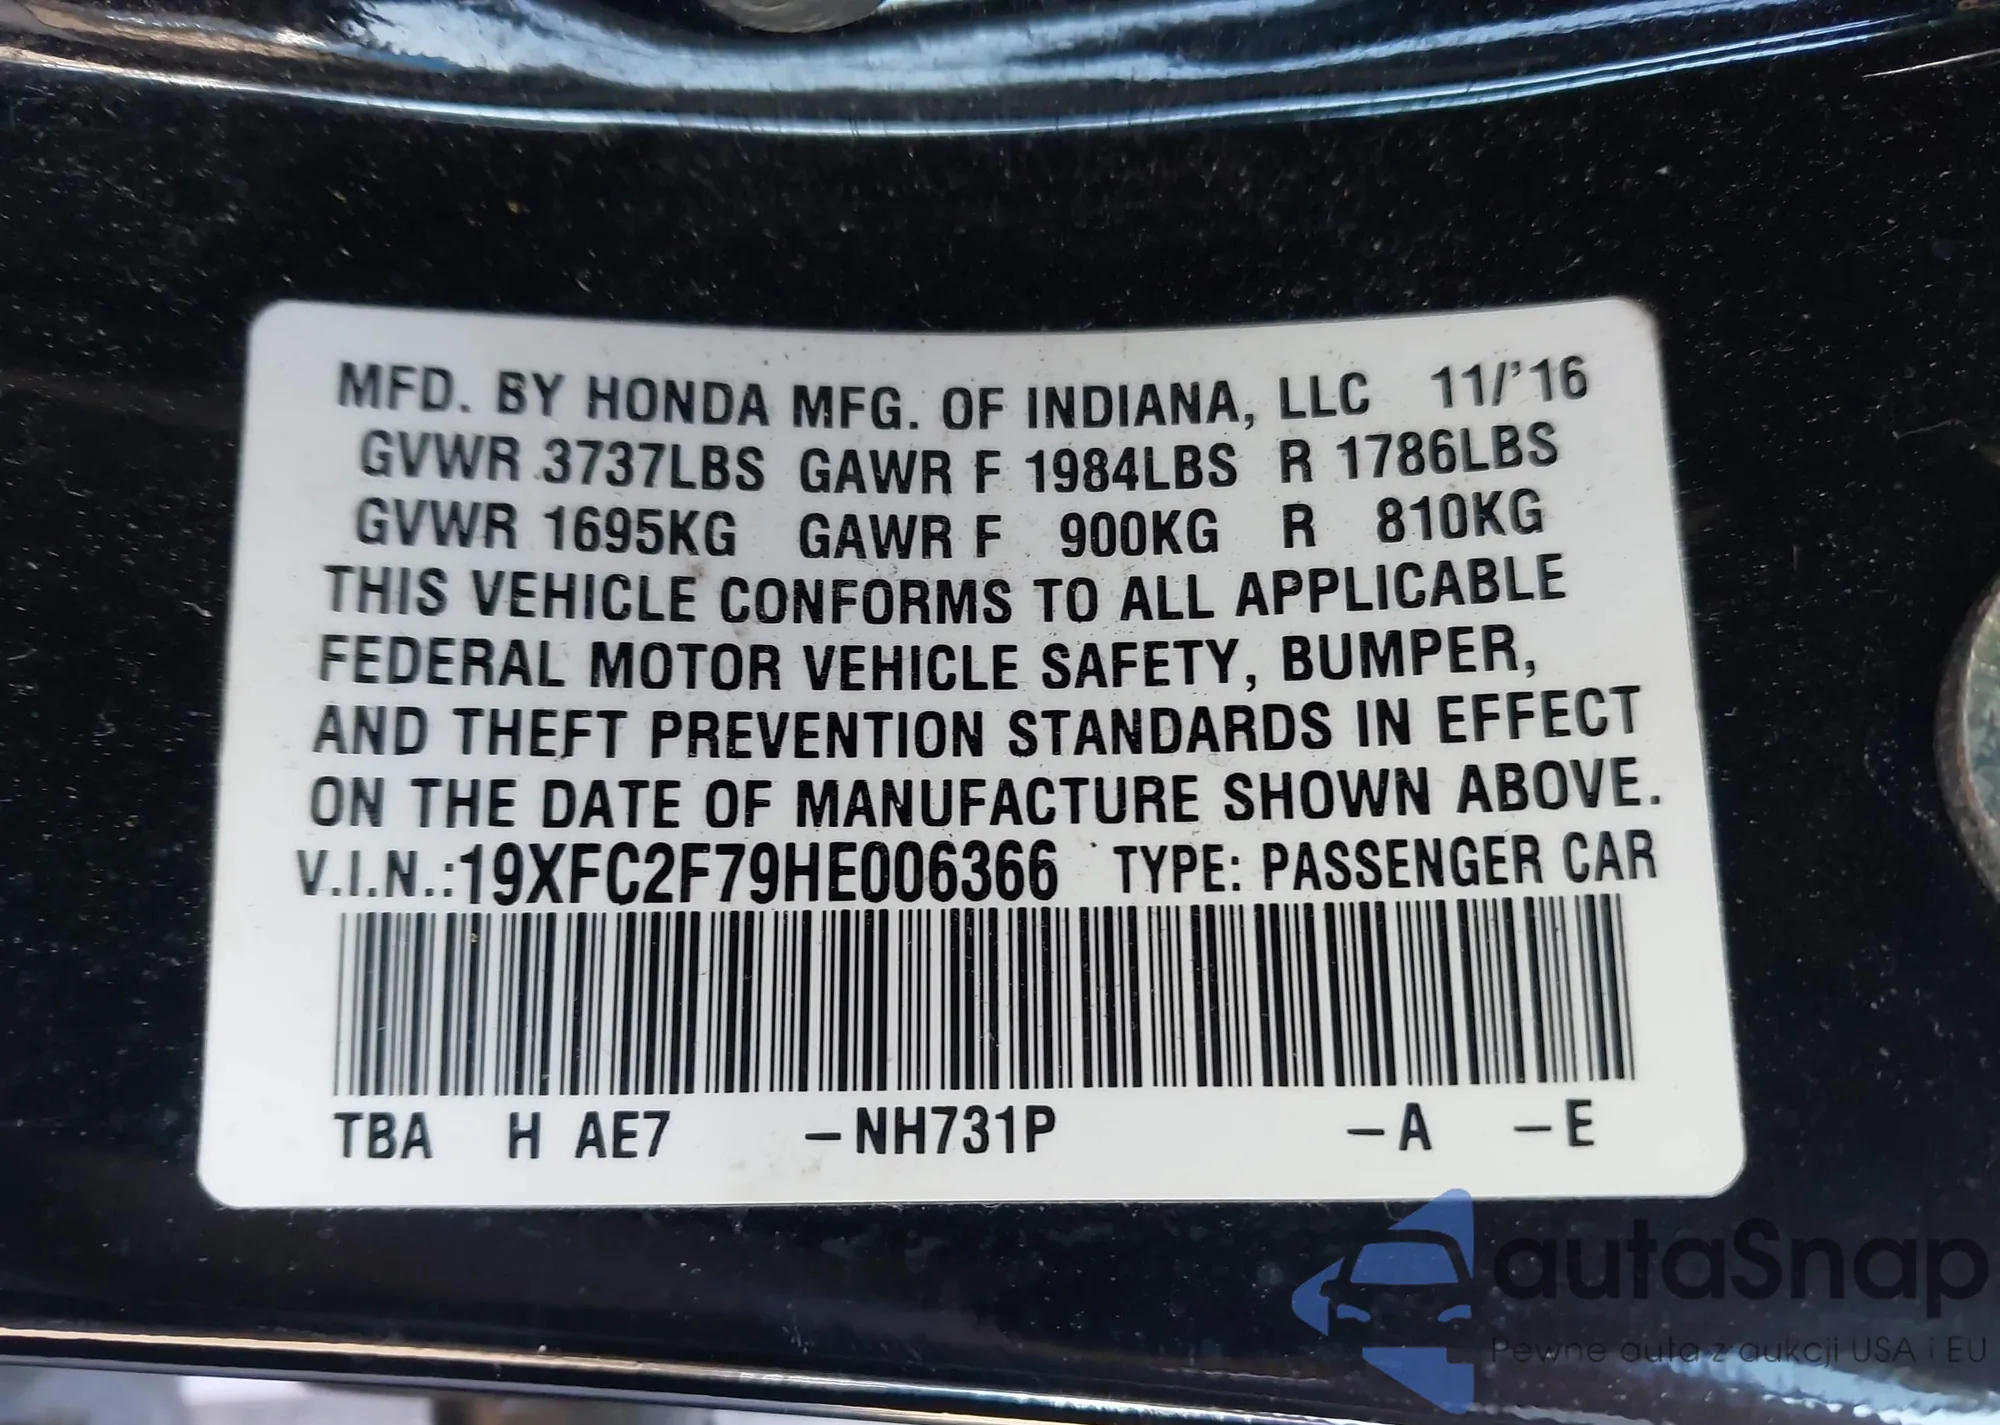 MFD. BY HONDA MFG. OF INDIANA, LLC 11/'16
GVWR 3737LBS GAWR F 1984LBS R 1786LBS
GVWR 1695KG GAWR F 900KG R 810KG
THIS VEHICLE CONFORMS TO ALL APPLICABLE
FEDERAL MOTOR VEHICLE SAFETY, BUMPER,
AND THEFT PREVENTION STANDARDS IN EFFECT
ON THE DATE OF MANUFACTURE SHOWN ABOVE.
V.I.N.:19XFC2F79HE006366 TYPE: PASSENGER CAR
TBA H AE7 –NH731P –A –E
autaSnap
Pewne auta z aukcji USA i EU